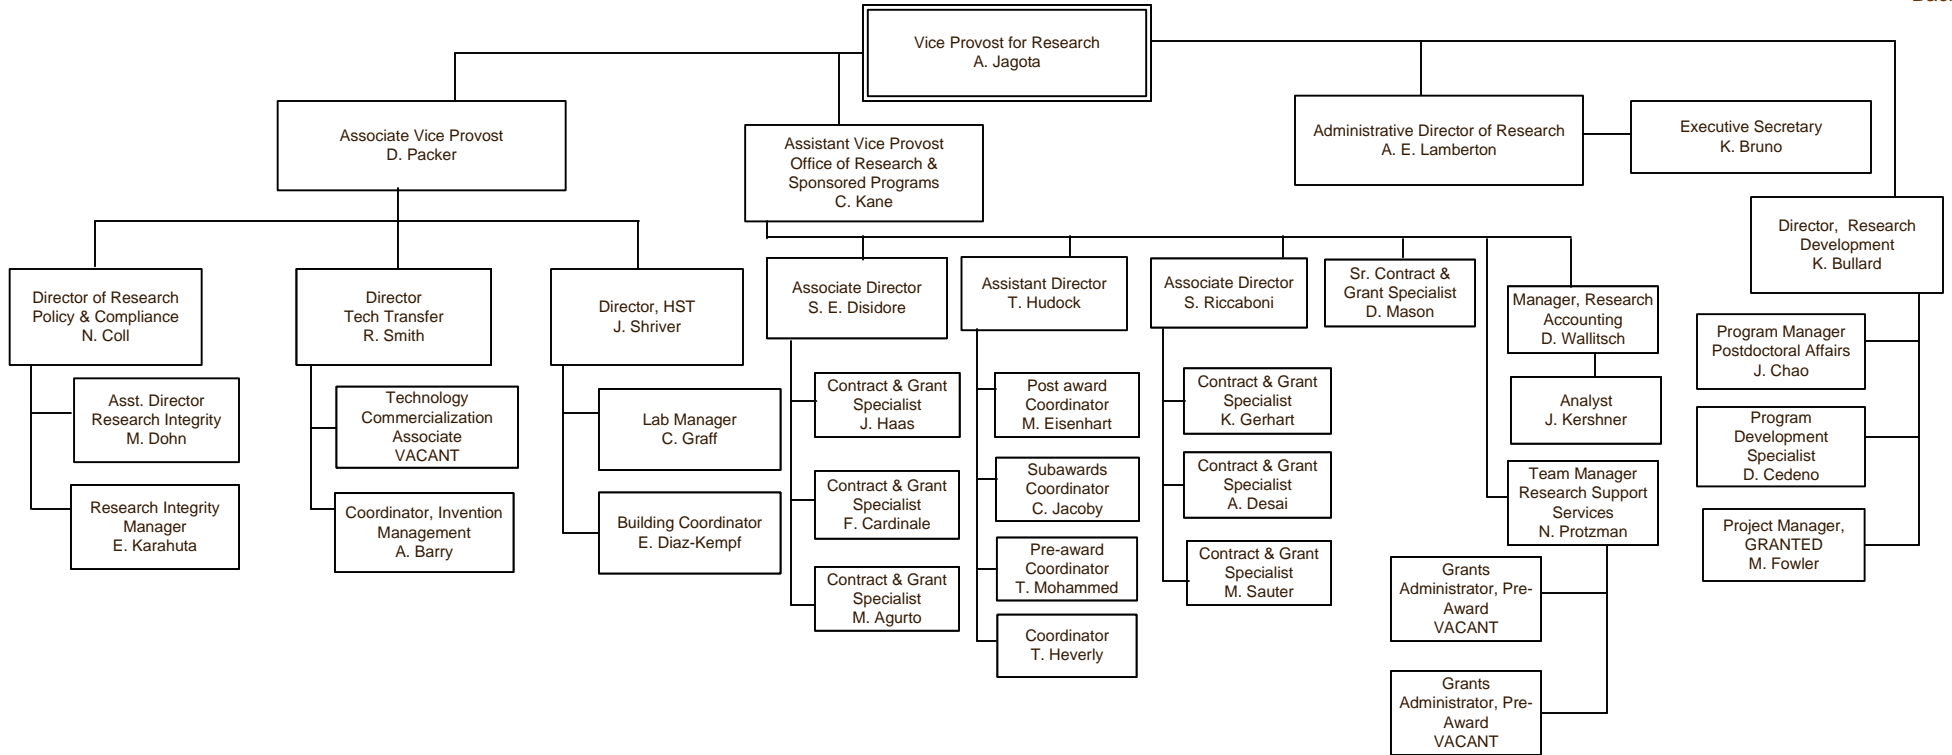 Vice Provost for Research
A. Jagota
Associate Vice Provost
D. Packer
Assistant Vice Provost
Office of Research &
Sponsored Programs
C. Kane
Administrative Director of Research
A. E. Lamberton
Executive Secretary
K. Bruno
Director, Research
Development
K. Bullard
Director of Research
Policy & Compliance
N. Coll
Director
Tech Transfer
R. Smith
Director, HST
J. Shriver
Associate Director
S. E. Disidore
Assistant Director
T. Hudock
Associate Director
S. Riccaboni
Sr. Contract &
Grant Specialist
D. Mason
Manager, Research
Accounting
D. Wallitsch
Program Manager
Postdoctoral Affairs
J. Chao
Asst. Director
Research Integrity
M. Dohn
Technology
Commercialization
Associate
VACANT
Lab Manager
C. Graff
Contract & Grant
Specialist
J. Haas
Post award
Coordinator
M. Eisenhart
Contract & Grant
Specialist
K. Gerhart
Analyst
J. Kershner
Program
Development
Specialist
D. Cedeno
Research Integrity
Manager
E. Karahuta
Coordinator, Invention
Management
A. Barry
Building Coordinator
E. Diaz-Kempf
Contract & Grant
Specialist
F. Cardinale
Subawards
Coordinator
C. Jacoby
Contract & Grant
Specialist
A. Desai
Team Manager
Research Support
Services
N. Protzman
Project Manager,
GRANTED
M. Fowler
Contract & Grant
Specialist
M. Agurto
Pre-award
Coordinator
T. Mohammed
Contract & Grant
Specialist
M. Sauter
Grants
Administrator, Pre-
Award
VACANT
Coordinator
T. Heverly
Grants
Administrator, Pre-
Award
VACANT